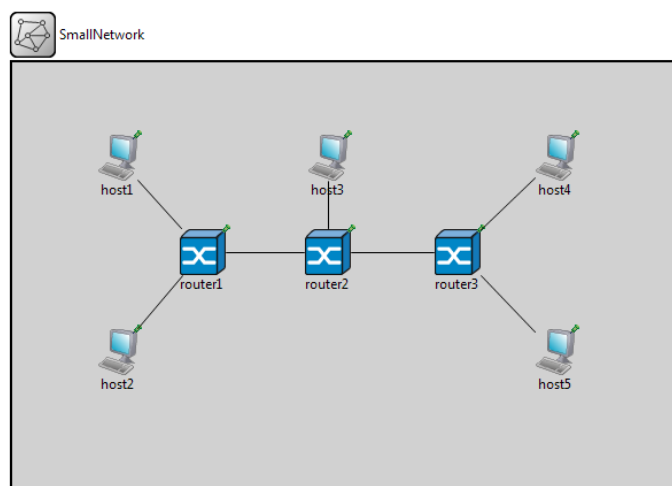 SmallNetwork
host1
host3
host4
router1
router2
router3
host2
host5